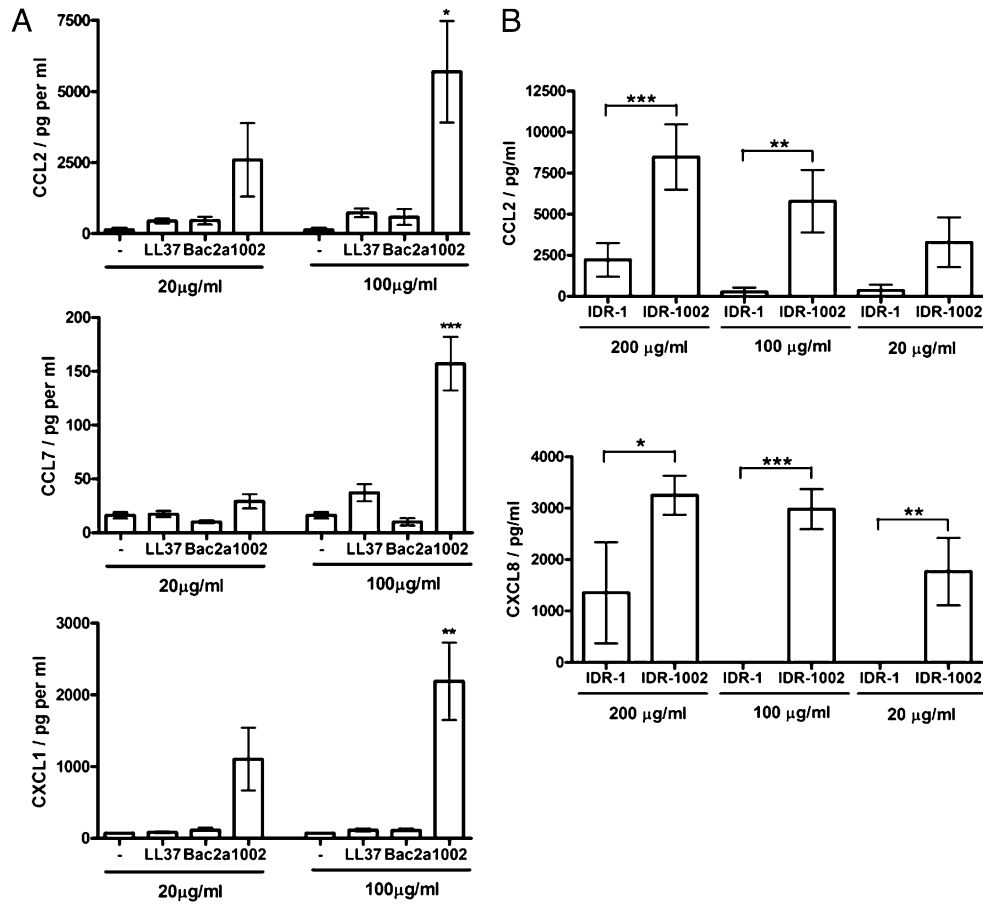 A
CCL2 / pg per ml
7500
5000
2500
0
*
- LL37 Bac2a 1002 - LL37 Bac2a 1002
20μg/ml 100μg/ml
CCL7 / pg per ml
200
150
100
50
0
***
- LL37 Bac2a 1002 - LL37 Bac2a 1002
20μg/ml 100μg/ml
CXCL1 / pg per ml
3000
2000
1000
0
**
- LL37 Bac2a 1002 - LL37 Bac2a 1002
20μg/ml 100μg/ml
B
CCL2 / pg/ml
12500
10000
7500
5000
2500
0
*** **
IDR-1 IDR-1002 IDR-1 IDR-1002 IDR-1 IDR-1002
200 μg/ml 100 μg/ml 20 μg/ml
CXCL8 / pg/ml
4000
3000
2000
1000
0
* *** **
IDR-1 IDR-1002 IDR-1 IDR-1002 IDR-1 IDR-1002
200 μg/ml 100 μg/ml 20 μg/ml